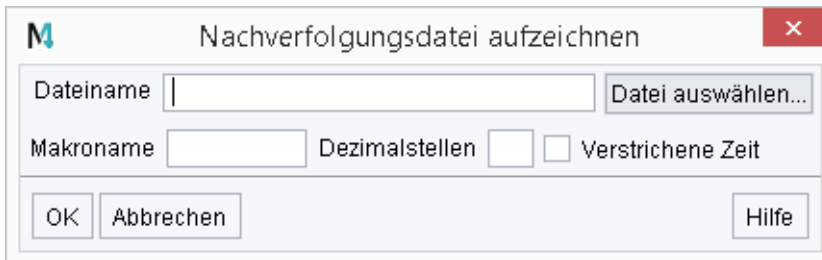 Nachverfolgungsdatei aufzeichnen
Dateiname Datei auswählen...
Makroname Dezimalstellen Verstrichene Zeit
OK Abbrechen Hilfe